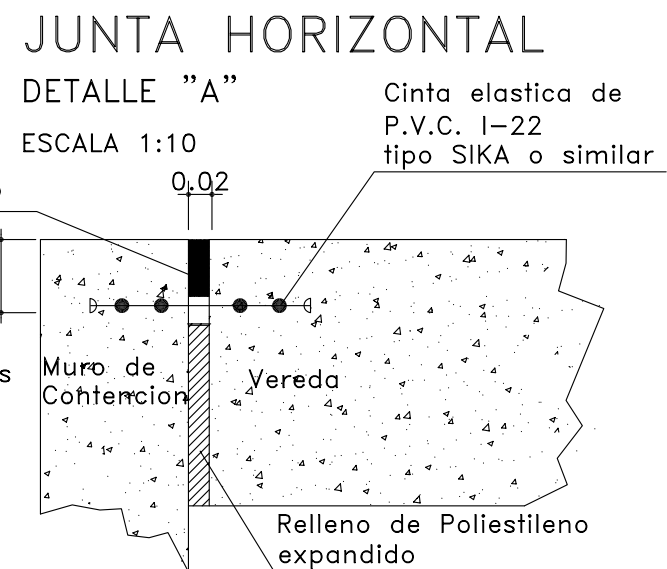 JUNTA HORIZONTAL
DETALLE "A"
ESCALA 1:10
Cinta elastica de
P.V.C. I-22
tipo SIKA o similar
0.02
Muro de
Contencion
Vereda
Relleno de Poliestileno
expandido